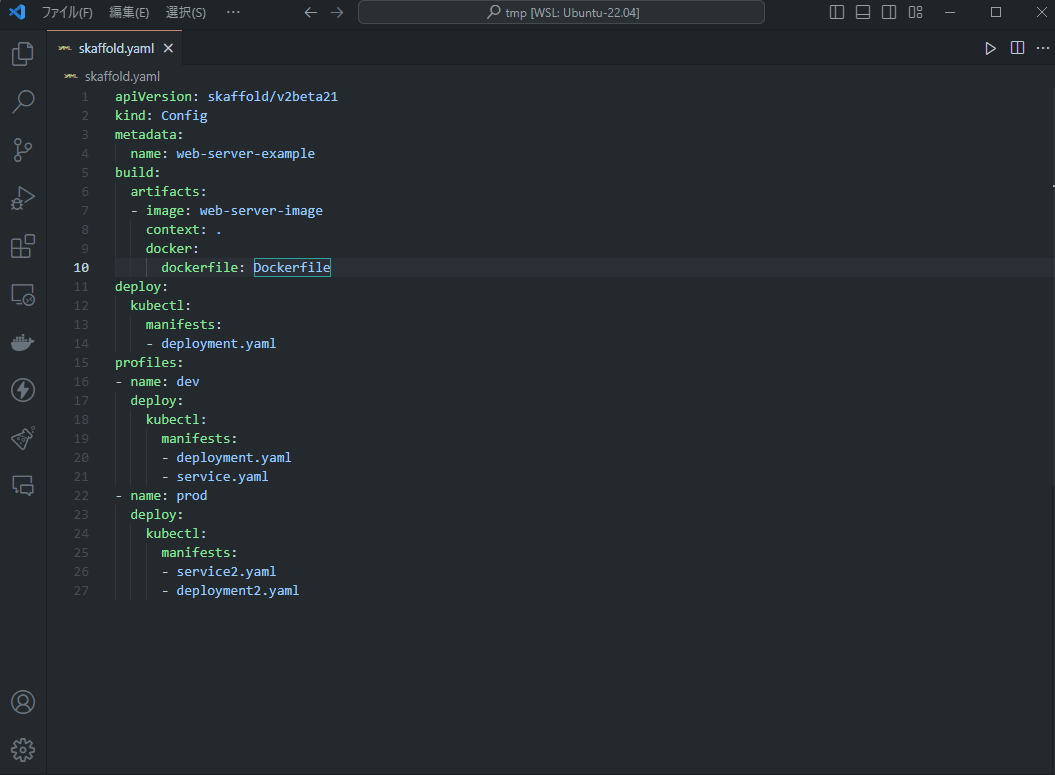 ファイル(F) 編集(E) 選択(S) ··· tmp [WSL: Ubuntu-22.04]
skaffold.yaml
skaffold.yaml
1 apiVersion: skaffold/v2beta21
2 kind: Config
3 metadata:
4   name: web-server-example
5 build:
6   artifacts:
7   - image: web-server-image
8     context: .
9     docker:
10       dockerfile: Dockerfile
11 deploy:
12   kubectl:
13     manifests:
14     - deployment.yaml
15 profiles:
16 - name: dev
17   deploy:
18     kubectl:
19       manifests:
20       - deployment.yaml
21       - service.yaml
22 - name: prod
23   deploy:
24     kubectl:
25       manifests:
26       - service2.yaml
27       - deployment2.yaml